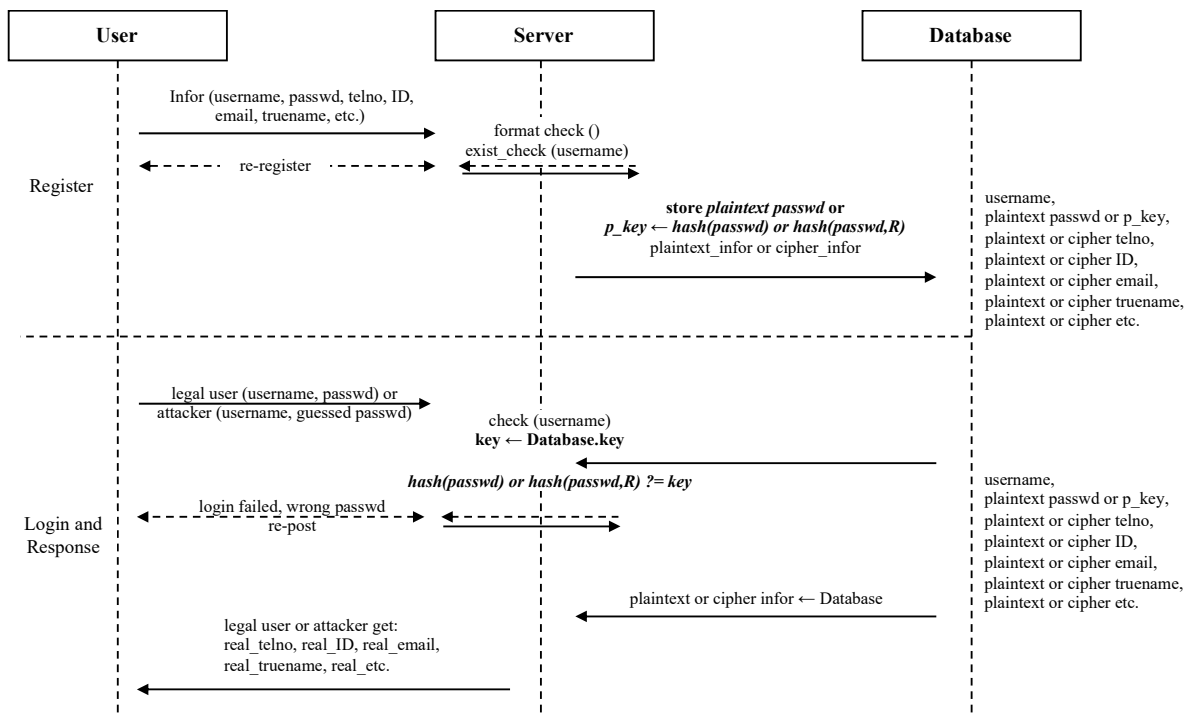 User
Server
Database
Infor (username, passwd, telno, ID,
email, truename, etc.)
format check ()
exist_check (username)
re-register
Register
store plaintext passwd or
p_key ← hash(passwd) or hash(passwd,R)
plaintext_infor or cipher_infor
username,
plaintext passwd or p_key,
plaintext or cipher telno,
plaintext or cipher ID,
plaintext or cipher email,
plaintext or cipher truename,
plaintext or cipher etc.
legal user (username, passwd) or
attacker (username, guessed passwd)
check (username)
key ← Database.key
hash(passwd) or hash(passwd,R) ?= key
login failed, wrong passwd
re-post
Login and
Response
username,
plaintext passwd or p_key,
plaintext or cipher telno,
plaintext or cipher ID,
plaintext or cipher email,
plaintext or cipher truename,
plaintext or cipher etc.
plaintext or cipher infor ← Database
legal user or attacker get:
real_telno, real_ID, real_email,
real_truename, real_etc.